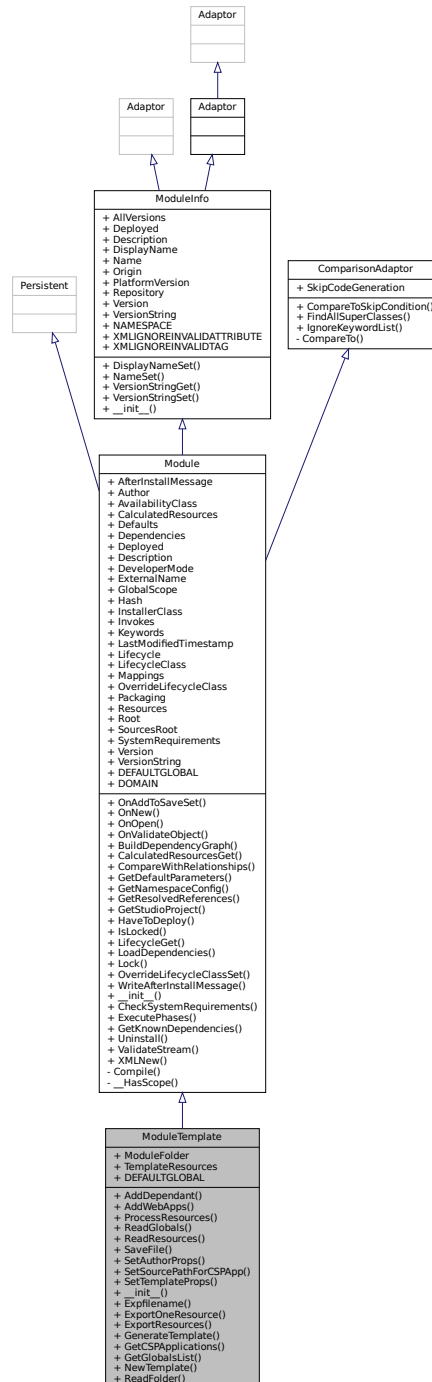 Adaptor
Adaptor
Adaptor
ModuleInfo
+ AllVersions
+ Deployed
+ Description
+ DisplayName
+ Name
+ Origin
+ PlatformVersion
+ Repository
+ Version
+ VersionString
+ NAMESPACE
+ XMLIGNOREINVALIDATTRIBUTE
+ XMLIGNOREINVALIDTAG
+ DisplayNameSet()
+ NameSet()
+ VersionStringGet()
+ VersionStringSet()
+ __init__()
Persistent
ComparisonAdaptor
+ SkipCodeGeneration
+ CompareToSkipCondition()
+ FindAllSuperClasses()
+ IgnoreKeywordList()
- CompareTo()
Module
+ AfterInstallMessage
+ Author
+ AvailabilityClass
+ CalculatedResources
+ Defaults
+ Dependencies
+ Deployed
+ Description
+ DeveloperMode
+ ExternalName
+ GlobalScope
+ Hash
+ InstallerClass
+ Invokes
+ Keywords
+ LastModifiedTimestamp
+ Lifecycle
+ LifecycleClass
+ Mappings
+ OverrideLifecycleClass
+ Packaging
+ Resources
+ Root
+ SourcesRoot
+ SystemRequirements
+ Version
+ VersionString
+ DEFAULTGLOBAL
+ DOMAIN
+ OnAddToSaveSet()
+ OnNew()
+ OnOpen()
+ OnValidateObject()
+ BuildDependencyGraph()
+ CalculatedResourcesGet()
+ CompareWithRelationships()
+ GetDefaultParameters()
+ GetNamespaceConfig()
+ GetResolvedReferences()
+ GetStudioProject()
+ HaveToDeploy()
+ IsLocked()
+ LifecycleGet()
+ LoadDependencies()
+ Lock()
+ OverrideLifecycleClassSet()
+ WriteAfterInstallMessage()
+ __init__()
+ CheckSystemRequirements()
+ ExecutePhases()
+ GetKnownDependencies()
+ Uninstall()
+ ValidateStream()
+ XMLNew()
- Compile()
- __HasScope()
ModuleTemplate
+ ModuleFolder
+ TemplateResources
+ DEFAULTGLOBAL
+ AddDependant()
+ AddWebApps()
+ ProcessResources()
+ ReadGlobals()
+ ReadResources()
+ SaveFile()
+ SetAuthorProps()
+ SetSourcePathForCSPApp()
+ SetTemplateProps()
+ __init__()
+ Expfilename()
+ ExportOneResource()
+ ExportResources()
+ GenerateTemplate()
+ GetCSPApplications()
+ GetGlobalsList()
+ NewTemplate()
+ ReadFolder()